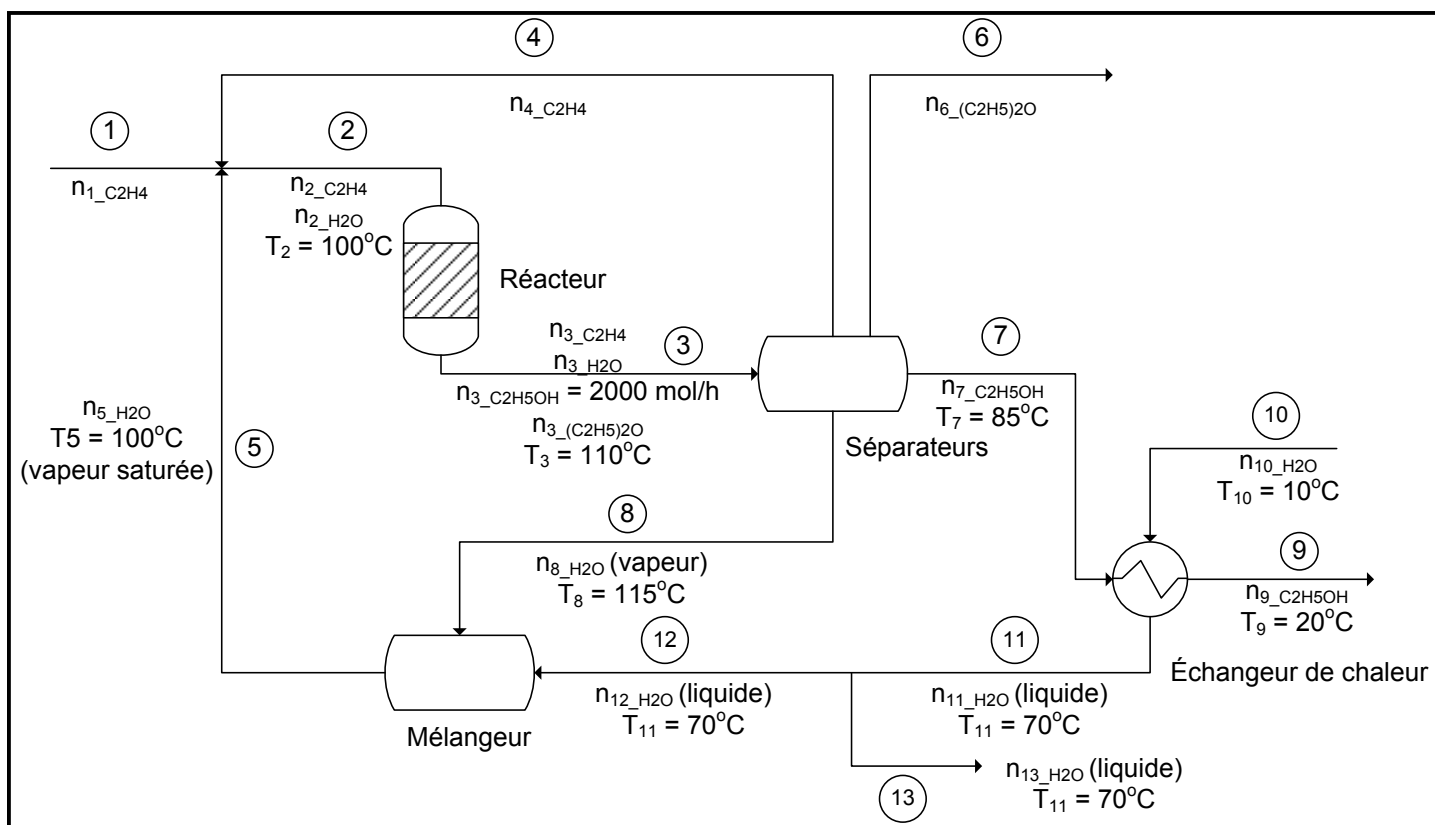 4
6
n4_C2H4
n6_(C2H5)2O
1
2
n1_C2H4
n2_C2H4
n2_H2O
T2 = 100oC
Réacteur
n3_C2H4
3
n3_H2O
n3_C2H5OH = 2000 mol/h
n3_(C2H5)2O
T3 = 110oC
7
n7_C2H5OH
T7 = 85oC
Séparateurs
n5_H2O
T5 = 100oC
(vapeur saturée)
5
10
n10_H2O
T10 = 10oC
8
n8_H2O (vapeur)
T8 = 115oC
9
n9_C2H5OH
T9 = 20oC
Échangeur de chaleur
12
11
n12_H2O (liquide)
T11 = 70oC
n11_H2O (liquide)
T11 = 70oC
Mélangeur
13
n13_H2O (liquide)
T11 = 70oC